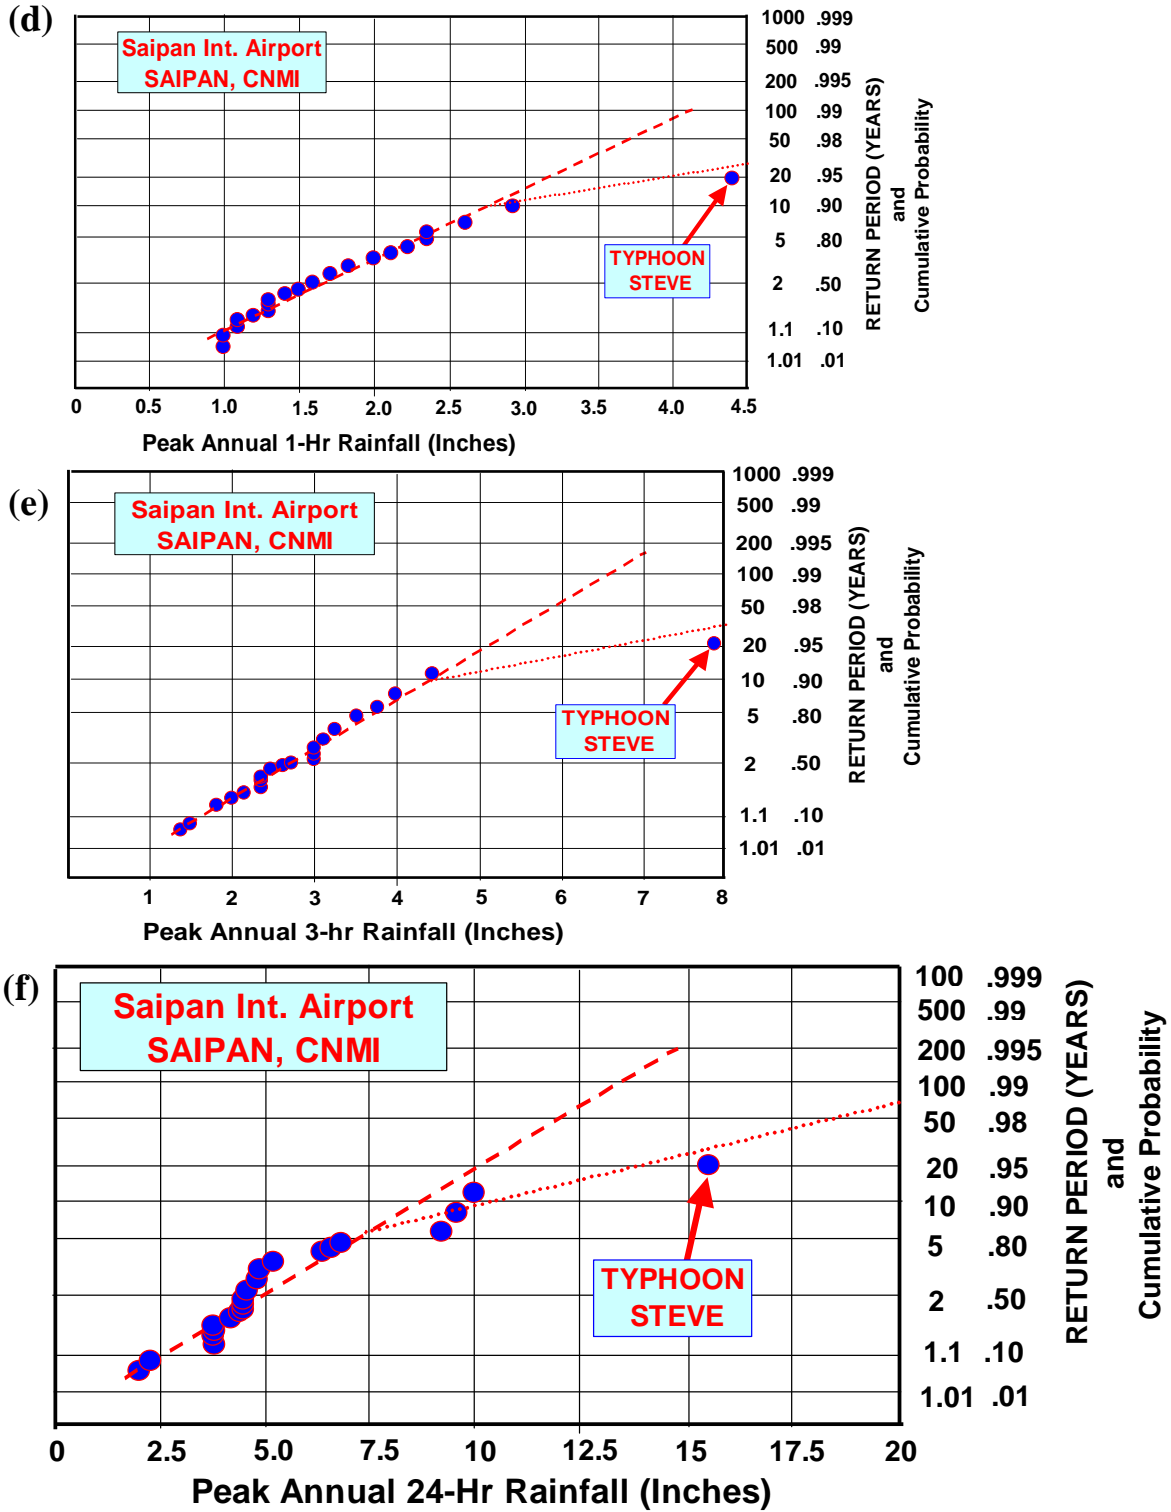 (d)
Saipan Int. Airport
SAIPAN, CNMI
1000 .999
500 .99
200 .995
100 .99
50 .98
20 .95
10 .90
5 .80
2 .50
1.1 .10
1.01 .01
RETURN PERIOD (YEARS)
and
Cumulative Probability
TYPHOON
STEVE
0 0.5 1.0 1.5 2.0 2.5 3.0 3.5 4.0 4.5
Peak Annual 1-Hr Rainfall (Inches)
(e)
Saipan Int. Airport
SAIPAN, CNMI
1000 .999
500 .99
200 .995
100 .99
50 .98
20 .95
10 .90
5 .80
2 .50
1.1 .10
1.01 .01
RETURN PERIOD (YEARS)
and
Cumulative Probability
TYPHOON
STEVE
1 2 3 4 5 6 7 8
Peak Annual 3-hr Rainfall (Inches)
(f)
Saipan Int. Airport
SAIPAN, CNMI
100 .999
500 .99
200 .995
100 .99
50 .98
20 .95
10 .90
5 .80
2 .50
1.1 .10
1.01 .01
RETURN PERIOD (YEARS)
and
Cumulative Probability
TYPHOON
STEVE
0 2.5 5.0 7.5 10 12.5 15 17.5 20
Peak Annual 24-Hr Rainfall (Inches)